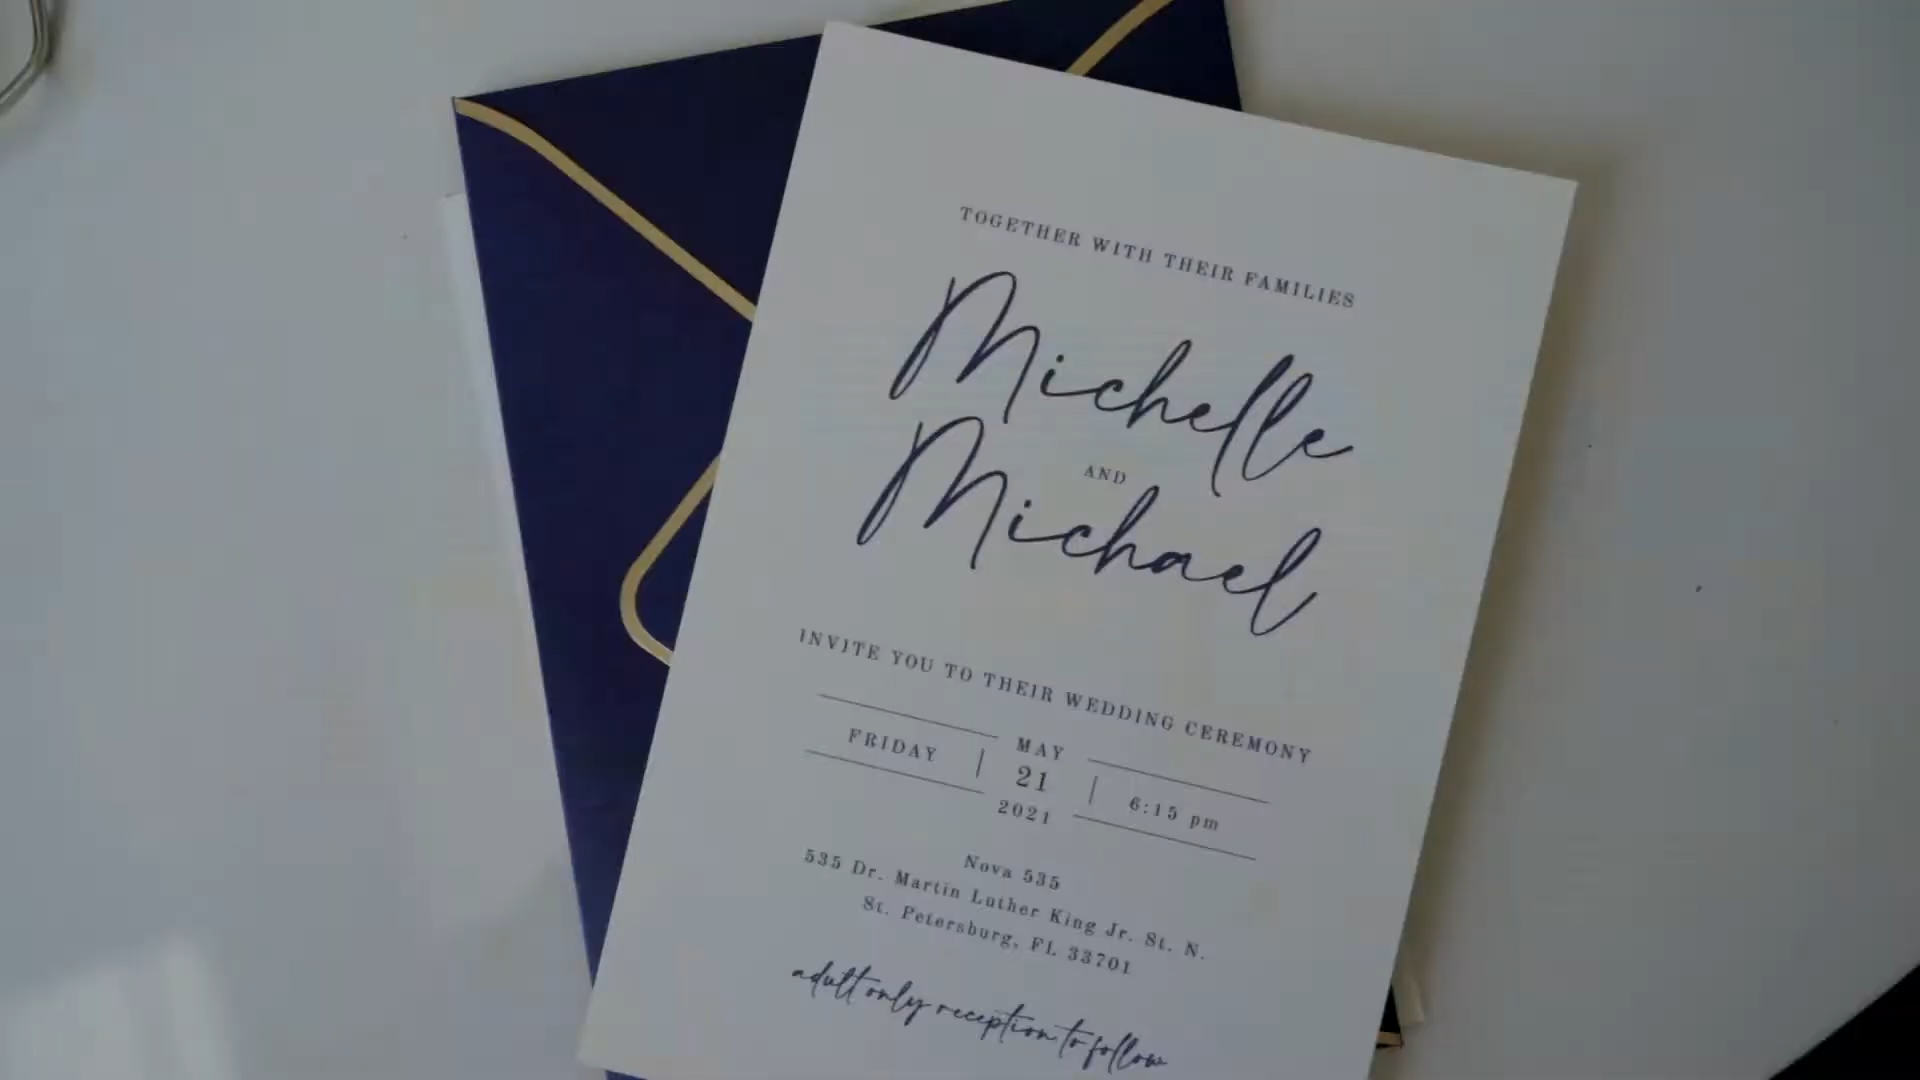 TOGETHER WITH THEIR FAMILIES
Michelle
AND
Michael
INVITE YOU TO THEIR WEDDING CEREMONY
FRIDAY | MAY 21 2021 | 6:15 pm
Nova 535
535 Dr. Martin Luther King Jr. St. N.
St. Petersburg, FL 33701
adult only reception to follow